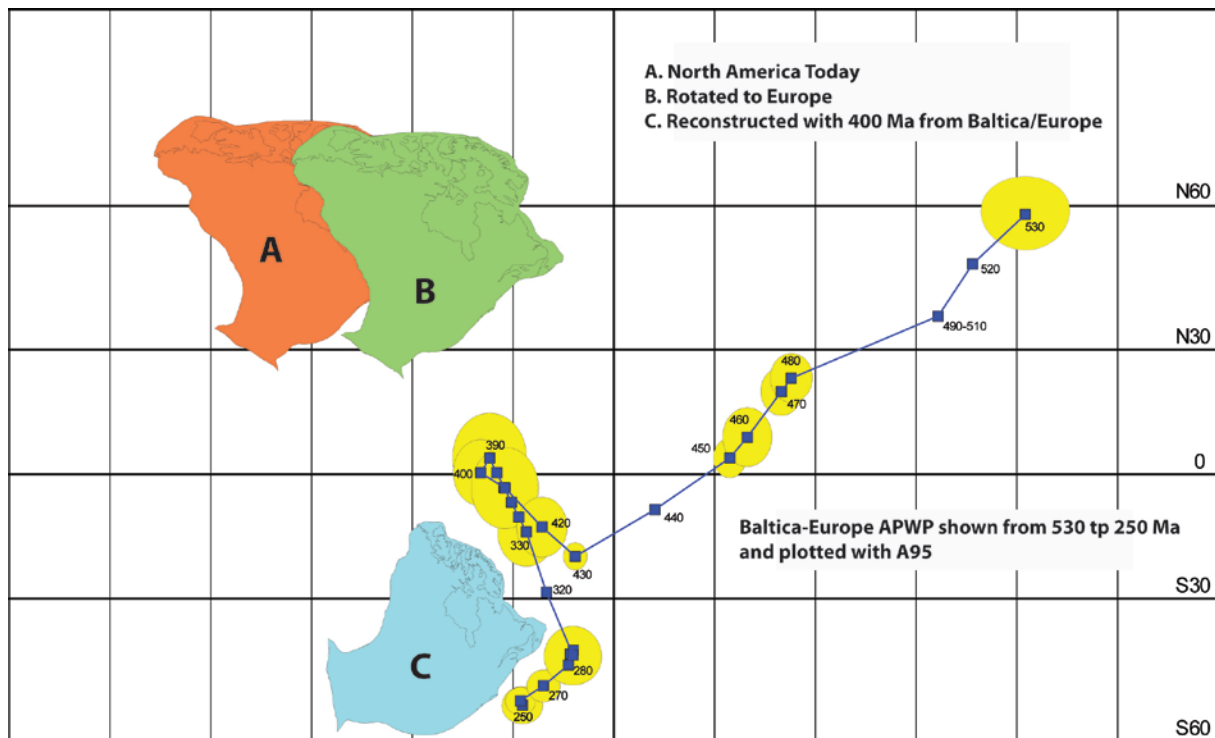 A. North America Today
B. Rotated to Europe
C. Reconstructed with 400 Ma from Baltica/Europe
N60
530
A
520
B
490-510
N30
480
470
460
450
390
0
400
440
420
Baltica-Europe APWP shown from 530 tp 250 Ma
and plotted with A95
330
430
320
S30
C
280
270
250
S60